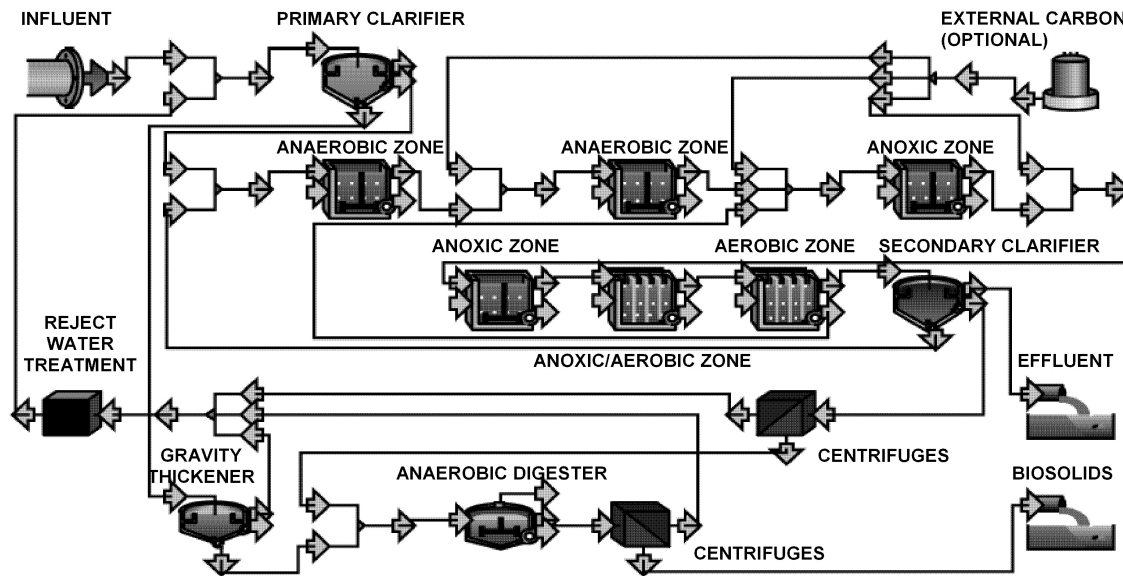 INFLUENT
PRIMARY CLARIFIER
EXTERNAL CARBON
(OPTIONAL)
ANAEROBIC ZONE
ANAEROBIC ZONE
ANOXIC ZONE
ANOXIC ZONE
AEROBIC ZONE
SECONDARY CLARIFIER
ANOXIC/AEROBIC ZONE
REJECT
WATER
TREATMENT
EFFLUENT
GRAVITY
THICKENER
ANAEROBIC DIGESTER
CENTRIFUGES
BIOSOLIDS
CENTRIFUGES